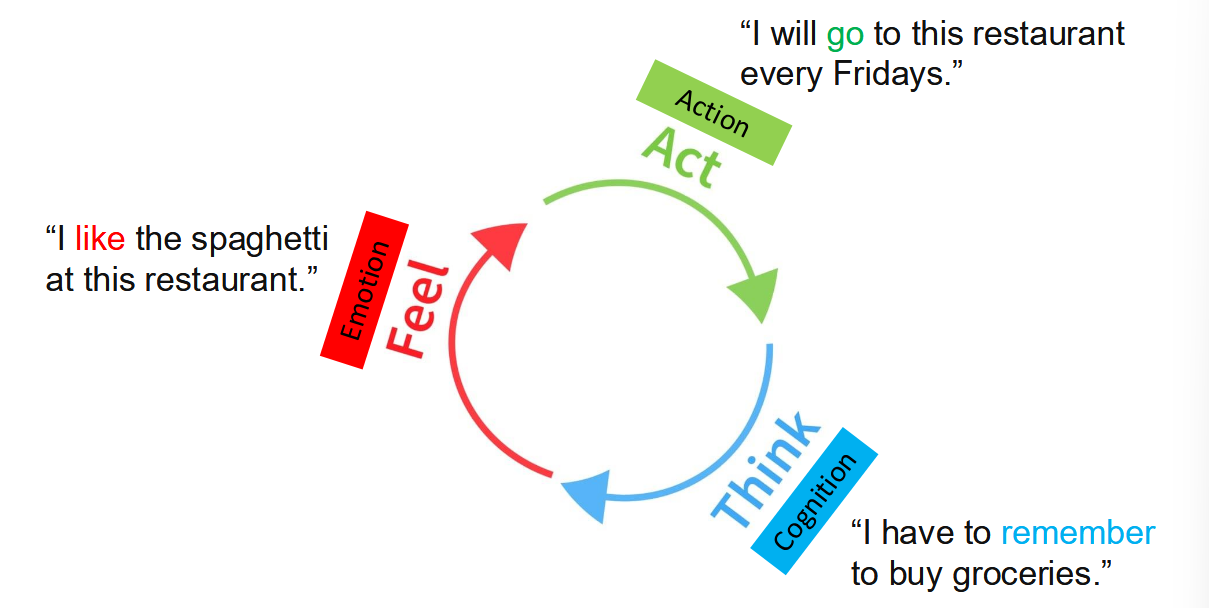 “I will go to this restaurant
every Fridays.”
Action
Act
“I like the spaghetti
at this restaurant.”
Emotion
Feel
Think
Cognition
“I have to remember
to buy groceries.”